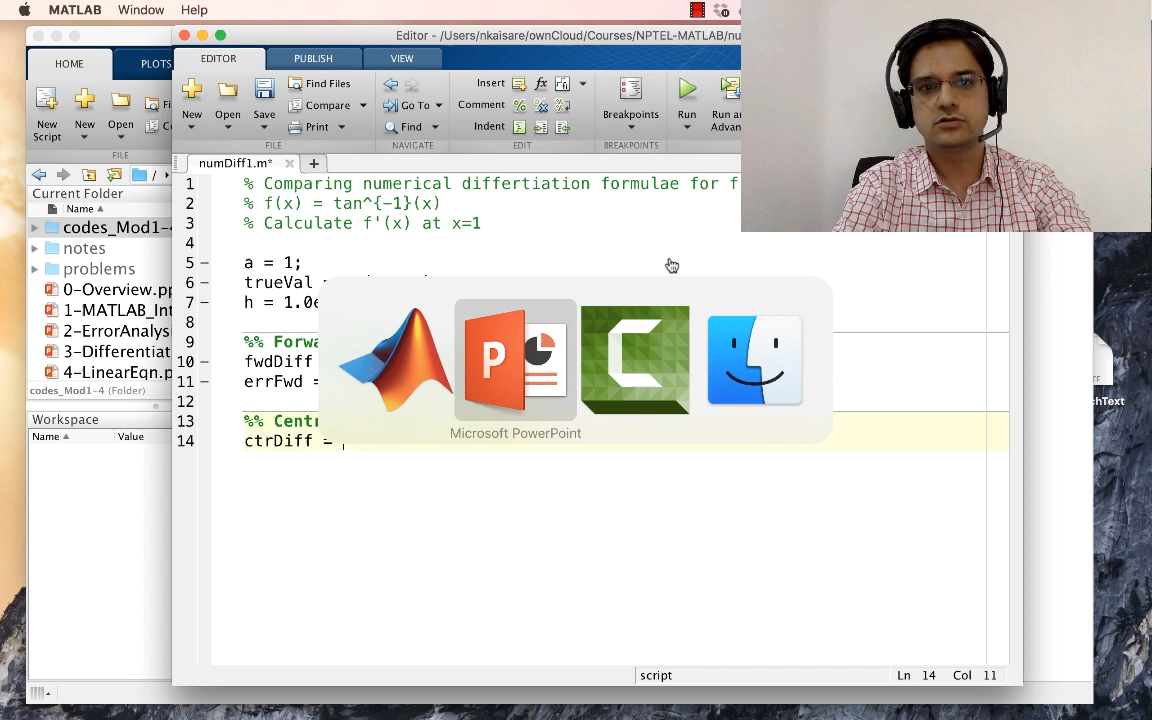 MATLAB Window Help
Editor - /Users/nkaisare/ownCloud/Courses/NPTEL-MATLAB/nu
HOME PLOTS
EDITOR PUBLISH VIEW
New Script New Open
FILE
New Open Save
Find Files
Compare
Print
FILE
Go To
Find
NAVIGATE
Insert
Comment
Indent
EDIT
Breakpoints
BREAKPOINTS
Run
Run an
Advan
numDiff1.m*
Current Folder
Name
codes_Mod1-4
notes
problems
0-Overview.pp
1-MATLAB_Int
2-ErrorAnalys
3-Differentiat
4-LinearEqn.p
codes_Mod1-4 (Folder)
Workspace
Name Value
1 % Comparing numerical differtiation formulae for f
2 % f(x) = tan^{-1}(x)
3 % Calculate f'(x) at x=1
4
5 a = 1;
6 trueVal
7 h = 1.0e
8
9 %% Forwa
10 fwdDiff
11 errFwd =
12
13 %% Centr
14 ctrDiff =
P
C
Microsoft PowerPoint
chText
script
Ln 14 Col 11